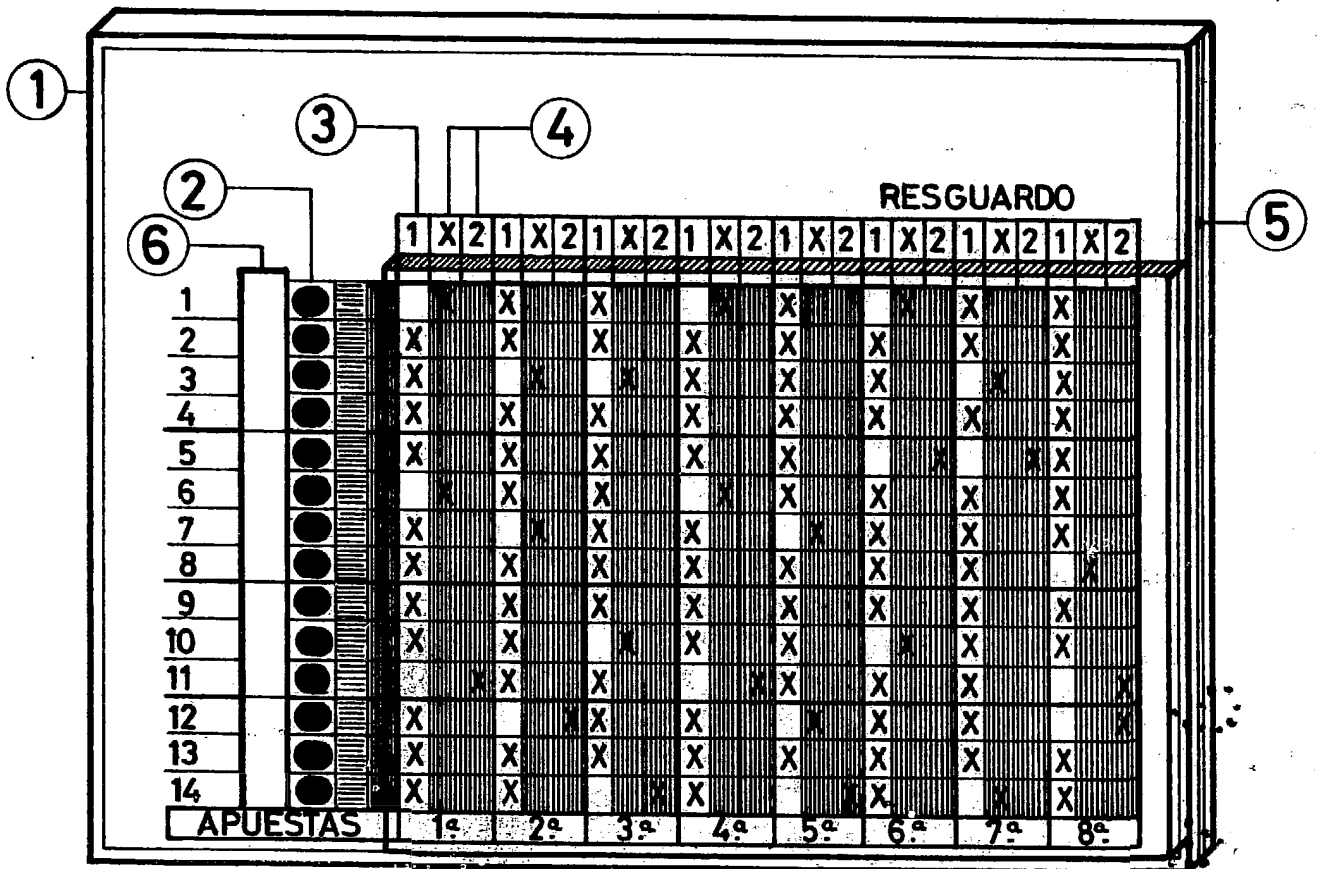 1
3
4
2
RESGUARDO
5
6
1 X 2 1 X 2 1 X 2 1 X 2 1 X 2 1 X 2 1 X 2 1 X 2
1 X X X X X X X X
2 X X X X X X X X
3 X X X X X X X X
4 X X X X X X X X
5 X X X X X X X X
6 X X X X X X X X
7 X X X X X X X X
8 X X X X X X X X
9 X X X X X X X X
10 X X X X X X X X
11 X X X X X X X X
12 X X X X X X X X
13 X X X X X X X X
14 X X X X X X X X
APUESTAS 1ª 2ª 3ª 4ª 5ª 6ª 7ª 8ª